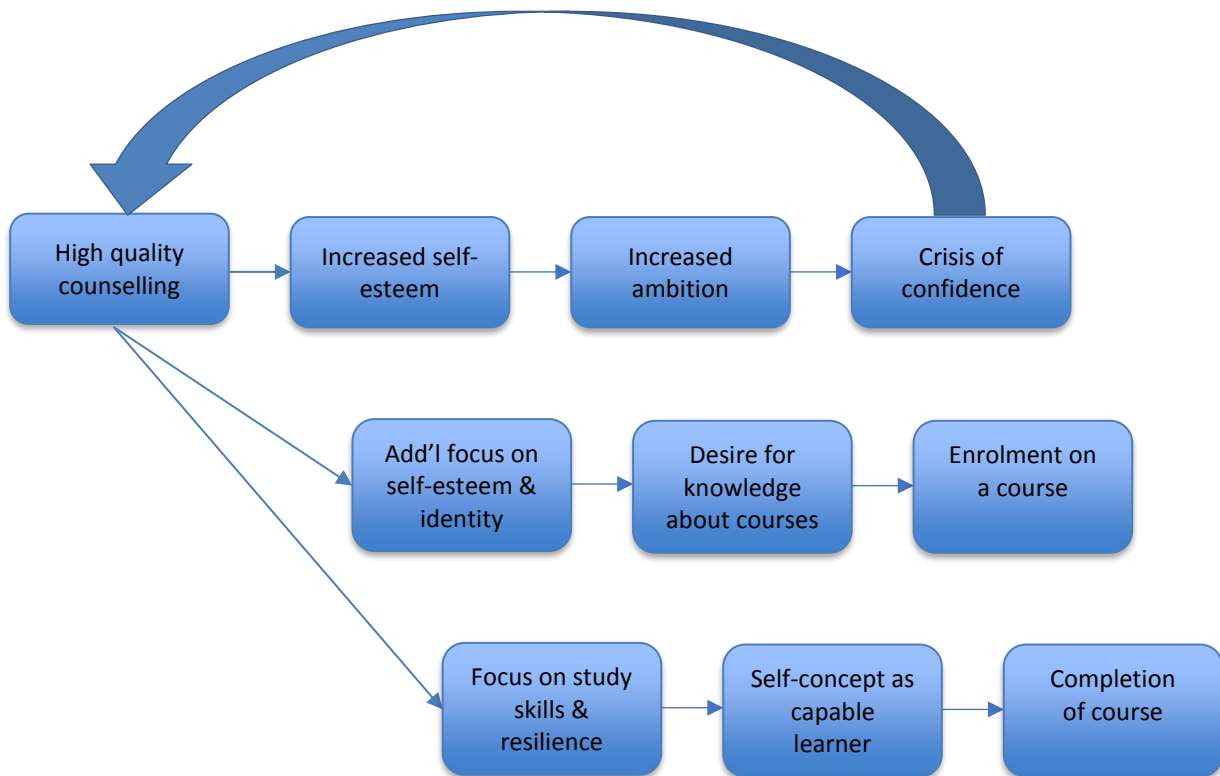 High quality
counselling
Increased self-
esteem
Increased
ambition
Crisis of
confidence
Add’l focus on
self-esteem &
identity
Desire for
knowledge
about courses
Enrolment on
a course
Focus on study
skills &
resilience
Self-concept as
capable
learner
Completion
of course